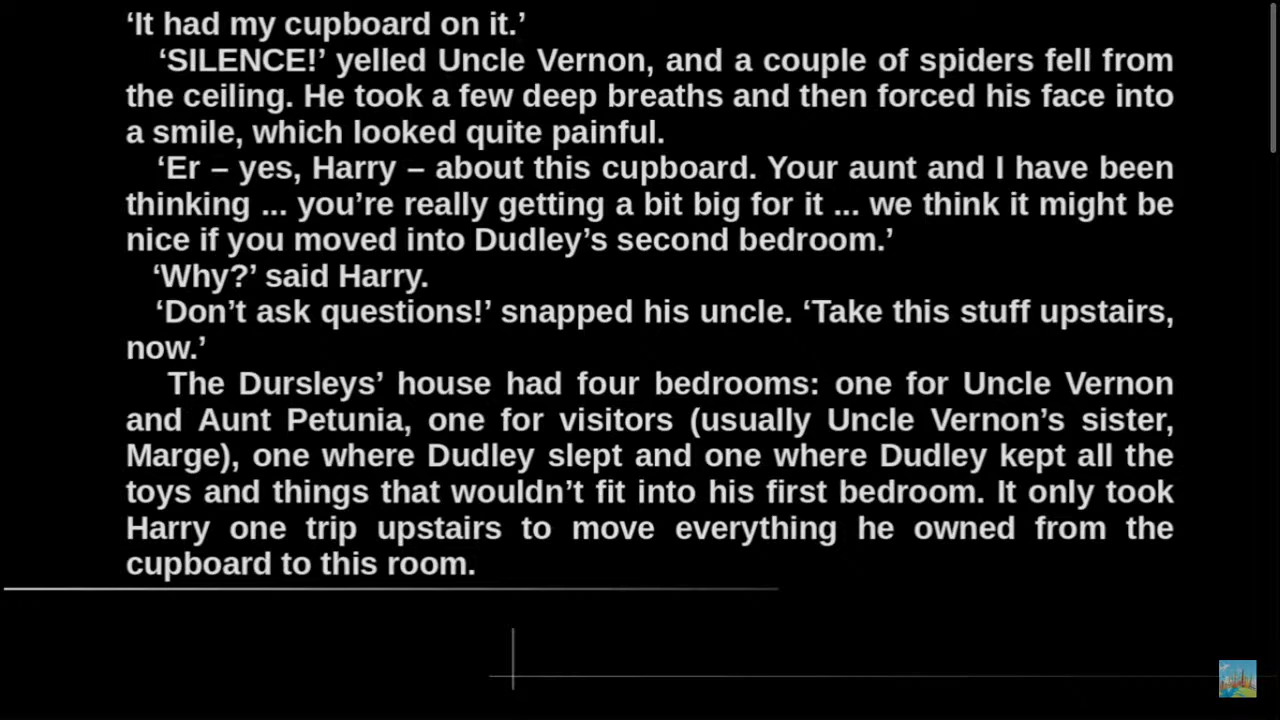 ‘It had my cupboard on it.’
‘SILENCE!’ yelled Uncle Vernon, and a couple of spiders fell from
the ceiling. He took a few deep breaths and then forced his face into
a smile, which looked quite painful.
‘Er – yes, Harry – about this cupboard. Your aunt and I have been
thinking ... you’re really getting a bit big for it ... we think it might be
nice if you moved into Dudley’s second bedroom.’
‘Why?’ said Harry.
‘Don’t ask questions!’ snapped his uncle. ‘Take this stuff upstairs,
now.’
The Dursleys’ house had four bedrooms: one for Uncle Vernon
and Aunt Petunia, one for visitors (usually Uncle Vernon’s sister,
Marge), one where Dudley slept and one where Dudley kept all the
toys and things that wouldn’t fit into his first bedroom. It only took
Harry one trip upstairs to move everything he owned from the
cupboard to this room.